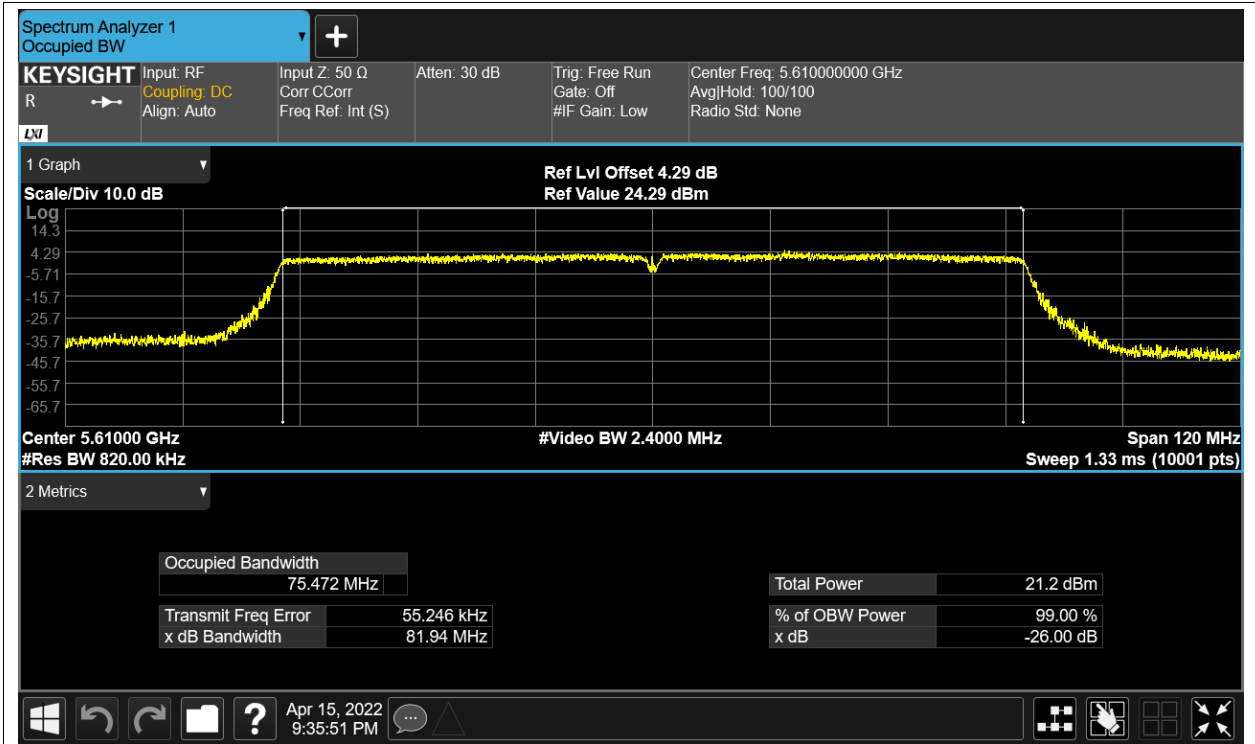 Spectrum Analyzer 1
Occupied BW
KEYSIGHT
R
LXI
Input: RF
Coupling: DC
Align: Auto
Input Z: 50 Ω
Corr CCorr
Freq Ref: Int (S)
Atten: 30 dB
Trig: Free Run
Gate: Off
#IF Gain: Low
Center Freq: 5.610000000 GHz
Avg|Hold: 100/100
Radio Std: None
1 Graph
Scale/Div 10.0 dB
Ref Lvl Offset 4.29 dB
Ref Value 24.29 dBm
Log
14.3
4.29
-5.71
-15.7
-25.7
-35.7
-45.7
-55.7
-65.7
Center 5.61000 GHz
#Video BW 2.4000 MHz
Span 120 MHz
#Res BW 820.00 kHz
Sweep 1.33 ms (10001 pts)
2 Metrics
Occupied Bandwidth
75.472 MHz
Transmit Freq Error 55.246 kHz
x dB Bandwidth 81.94 MHz
Total Power 21.2 dBm
% of OBW Power 99.00 %
x dB -26.00 dB
?
Apr 15, 2022
9:35:51 PM